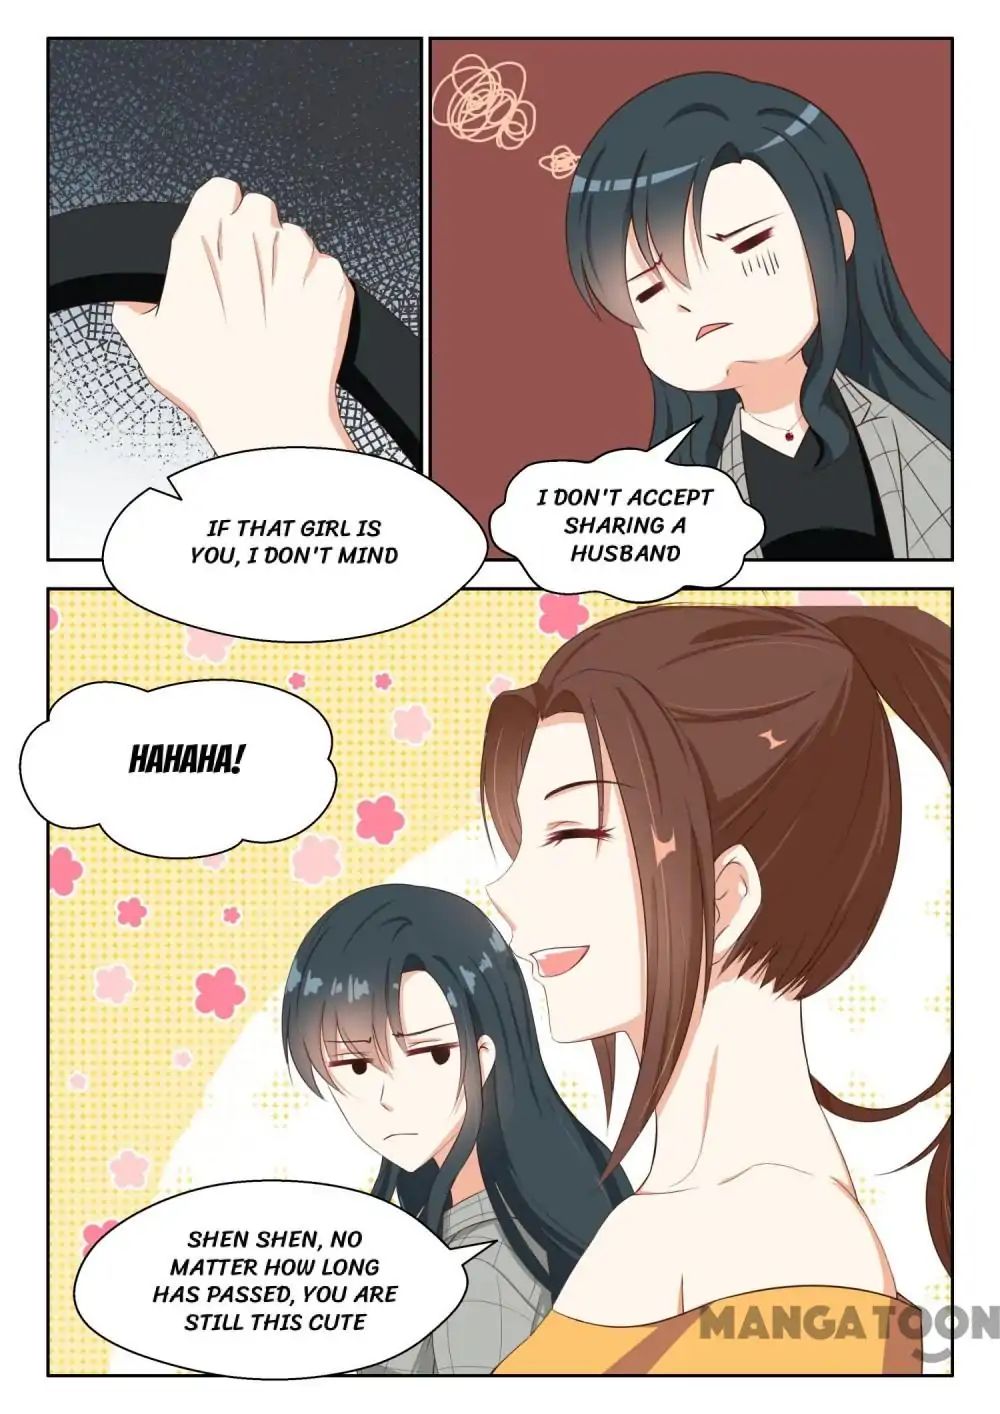 IF THAT GIRL IS
YOU, I DON'T MIND
I DON'T ACCEPT
SHARING A
HUSBAND
HAHAHA!
SHEN SHEN, NO
MATTER HOW LONG
HAS PASSED, YOU ARE
STILL THIS CUTE
MANGATOON